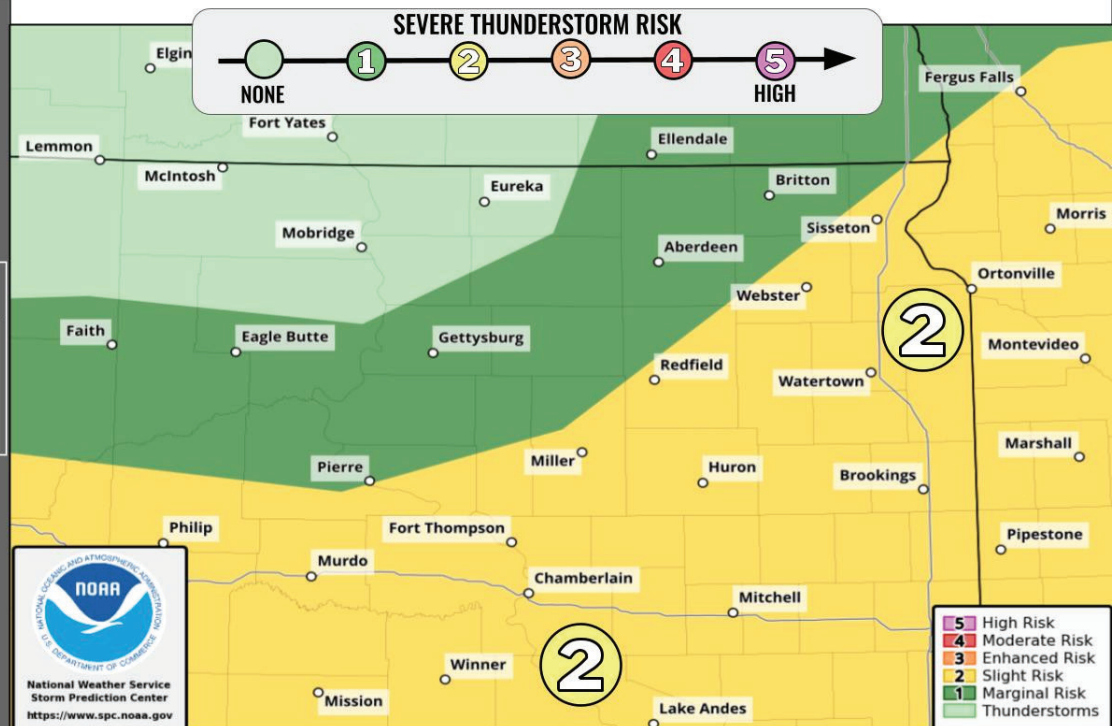 SEVERE THUNDERSTORM RISK
1
2
3
4
5
NONE
HIGH
Elgin
Fergus Falls
Fort Yates
Ellendale
Lemmon
McIntosh
Eureka
Britton
Morris
Sisseton
Mobridge
Aberdeen
Ortonville
Webster
2
Faith
Eagle Butte
Gettysburg
Montevideo
Redfield
Watertown
Marshall
Miller
Pierre
Huron
Brookings
Philip
Fort Thompson
Pipestone
Murdo
Chamberlain
Mitchell
2
Winner
Mission
Lake Andes
NATIONAL OCEANIC AND ATMOSPHERIC ADMINISTRATION
NOAA
U.S. DEPARTMENT OF COMMERCE
National Weather Service
Storm Prediction Center
https://www.spc.noaa.gov
5 High Risk
4 Moderate Risk
3 Enhanced Risk
2 Slight Risk
1 Marginal Risk
Thunderstorms